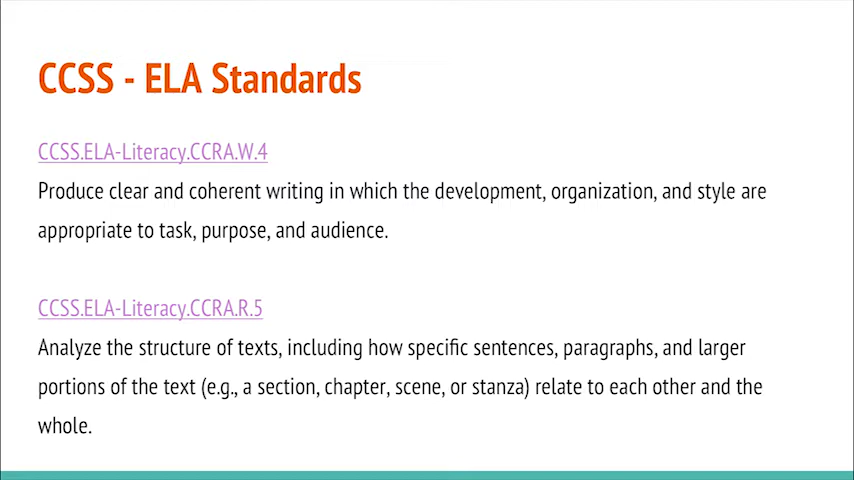 CCSS - ELA Standards
CCSS.ELA-Literacy.CCRA.W.4
Produce clear and coherent writing in which the development, organization, and style are
appropriate to task, purpose, and audience.
CCSS.ELA-Literacy.CCRA.R.5
Analyze the structure of texts, including how specific sentences, paragraphs, and larger
portions of the text (e.g., a section, chapter, scene, or stanza) relate to each other and the
whole.